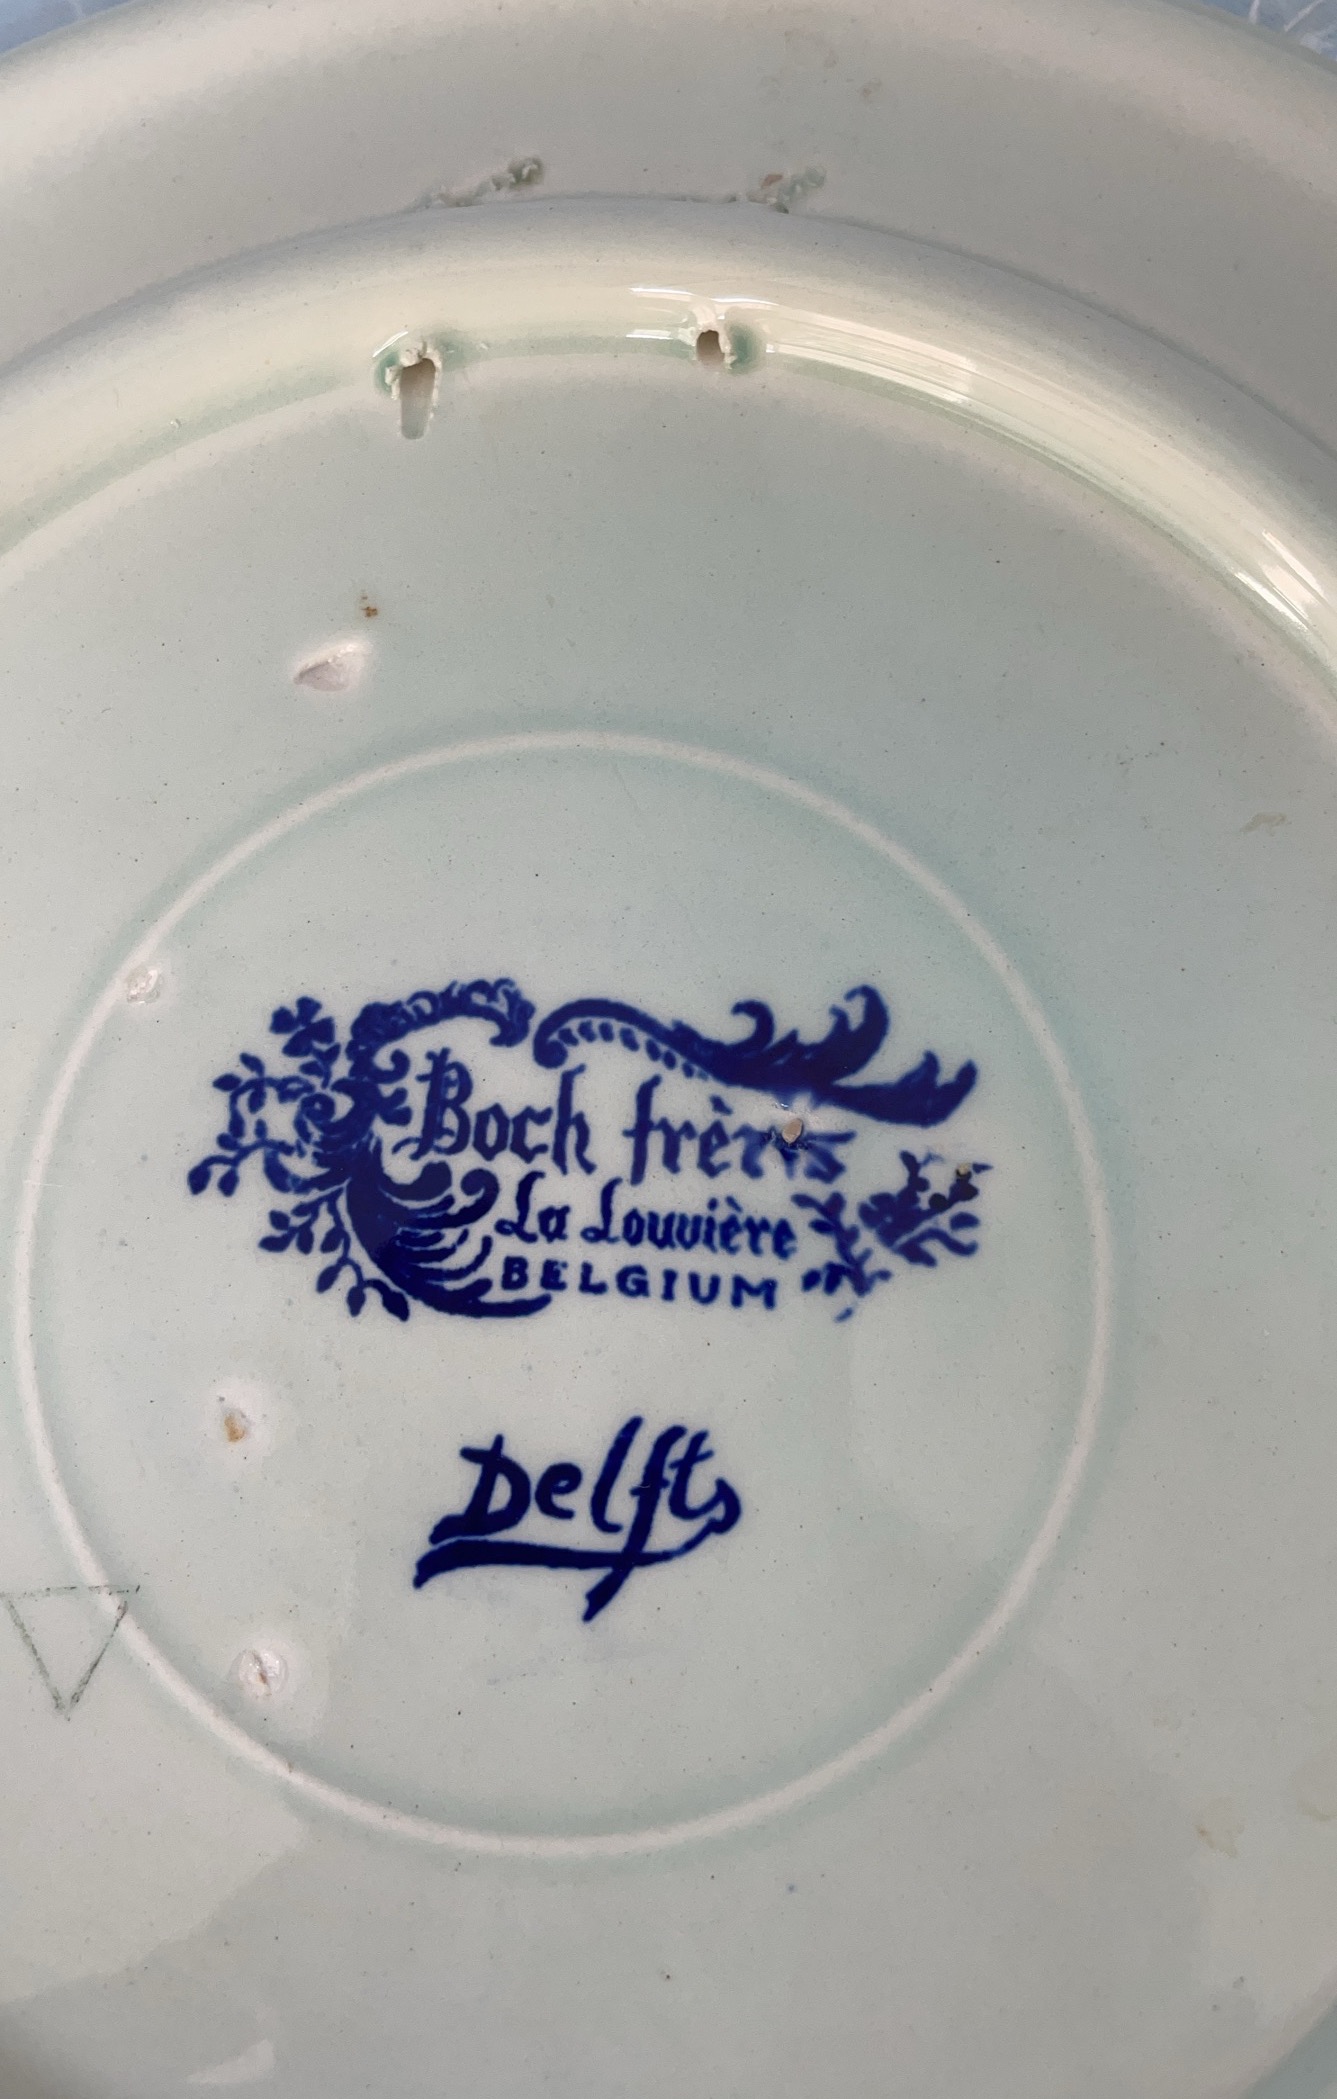 Boch frères
La Louvière
BELGIUM
Delfts